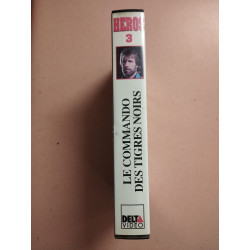 HEROS
3
LE COMMANDO
DES TIGRES NOIRS
DELTA
VIDEO